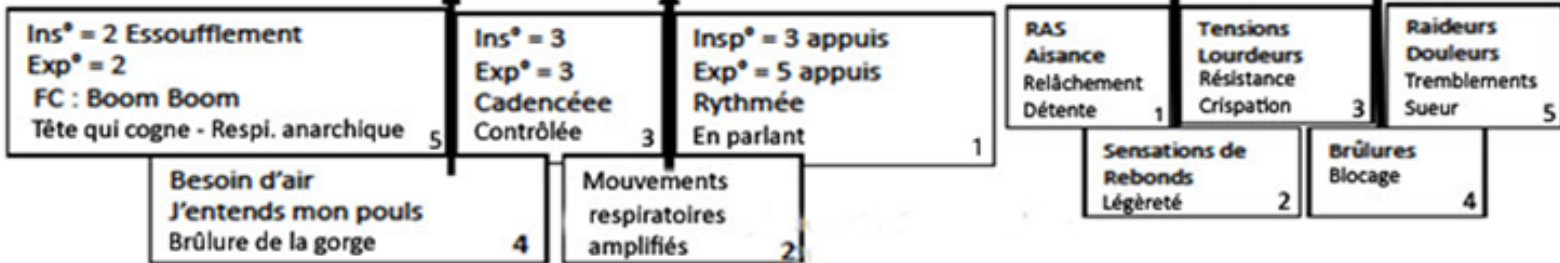 Ins° = 2 Essoufflement
Exp° = 2
FC : Boom Boom
Tête qui cogne - Respi. anarchique 5
Ins° = 3
Exp° = 3
Cadencéee
Contrôlée 3
Insp° = 3 appuis
Exp° = 5 appuis
Rythmée
En parlant 1
RAS
Aisance
Relâchement
Détente 1
Tensions
Lourdeurs
Résistance
Crispation 3
Raideurs
Douleurs
Tremblements
Sueur 5
Besoin d'air
J'entends mon pouls
Brûlure de la gorge 4
Mouvements
respiratoires
amplifiés 2
Sensations de
Rebonds
Légèreté 2
Brûlures
Blocage
4